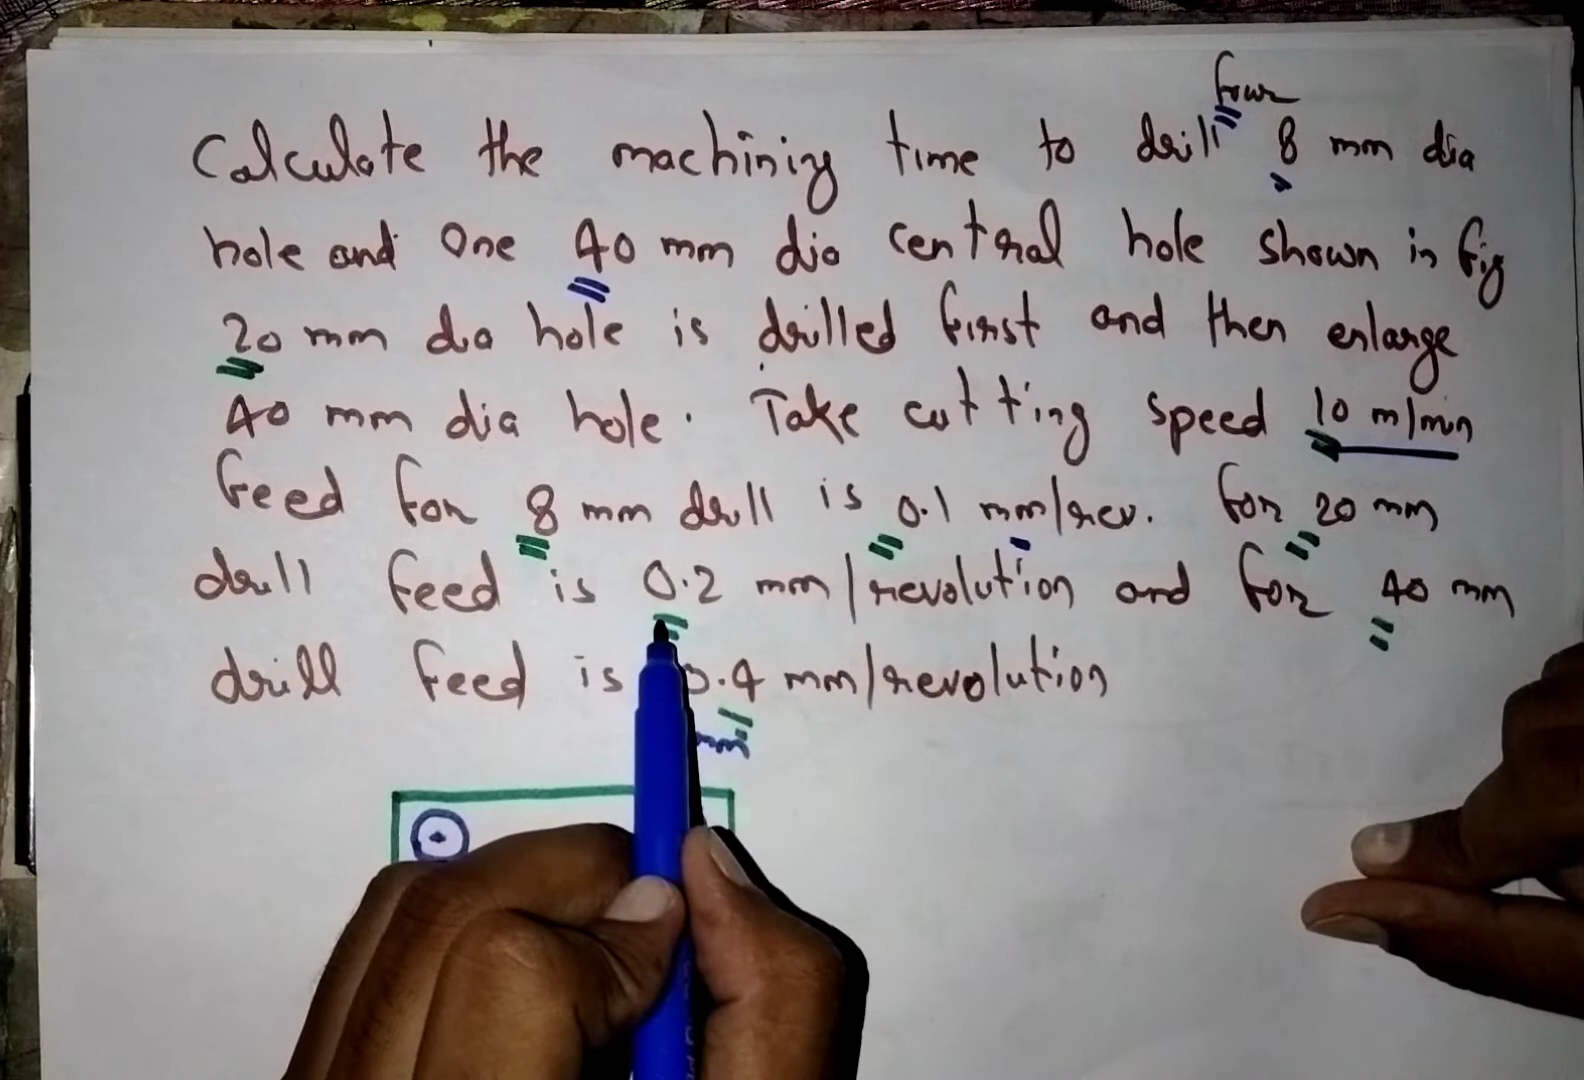 four
Calculate the machining time to drill 8 mm dia
hole and one 40 mm dia central hole shown in fig
20 mm dia hole is drilled first and then enlarge
40 mm dia hole. Take cutting speed 10 m/min
feed for 8 mm drill is 0.1 mm/rev. for 20 mm
drill feed is 0.2 mm/revolution and for 40 mm
drill feed is 0.4 mm/revolution
mm